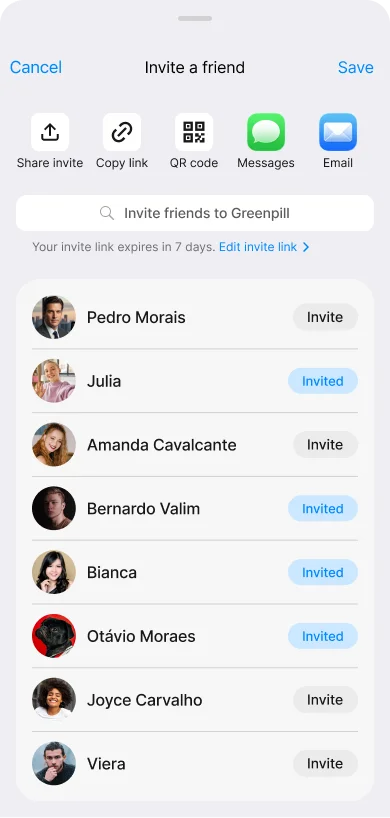 Cancel Invite a friend Save
Share invite Copy link QR code Messages Email
Invite friends to Greenpill
Your invite link expires in 7 days. Edit invite link
Pedro Morais Invite
Julia Invited
Amanda Cavalcante Invite
Bernardo Valim Invited
Bianca Invited
Otávio Moraes Invited
Joyce Carvalho Invite
Viera Invite